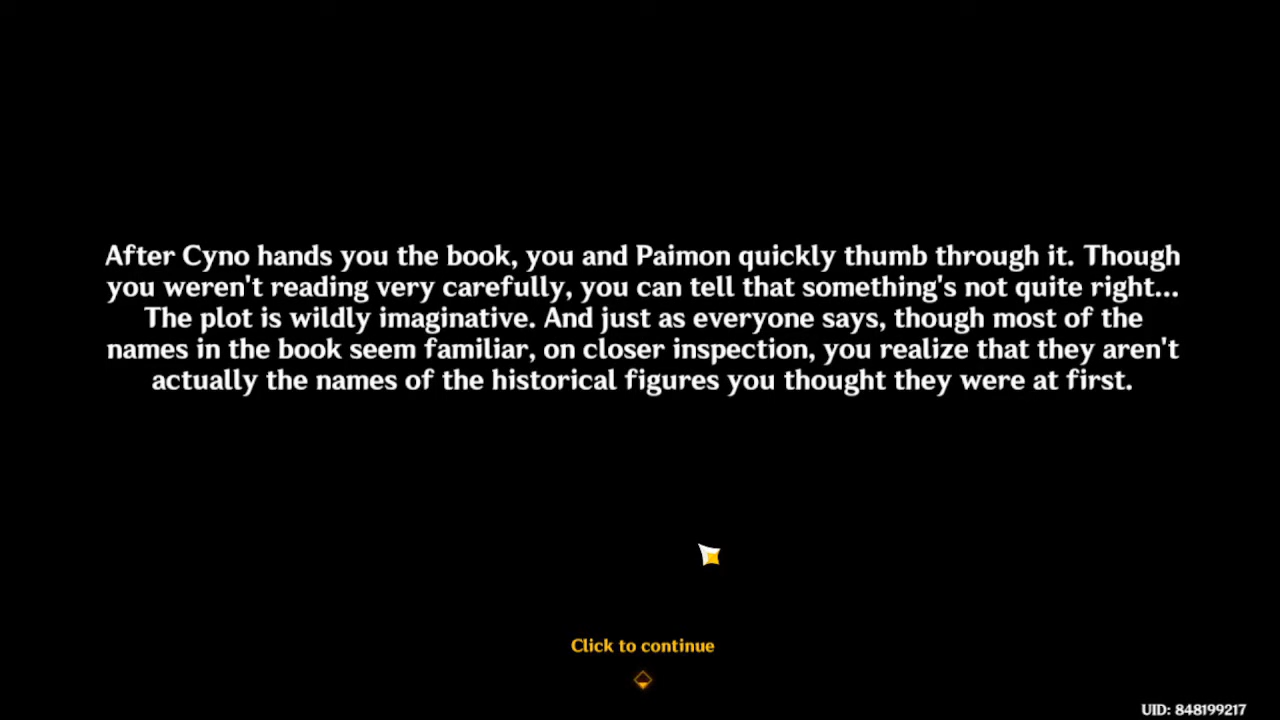 After Cyno hands you the book, you and Paimon quickly thumb through it. Though
you weren't reading very carefully, you can tell that something's not quite right...
The plot is wildly imaginative. And just as everyone says, though most of the
names in the book seem familiar, on closer inspection, you realize that they aren't
actually the names of the historical figures you thought they were at first.
Click to continue
UID: 848199217